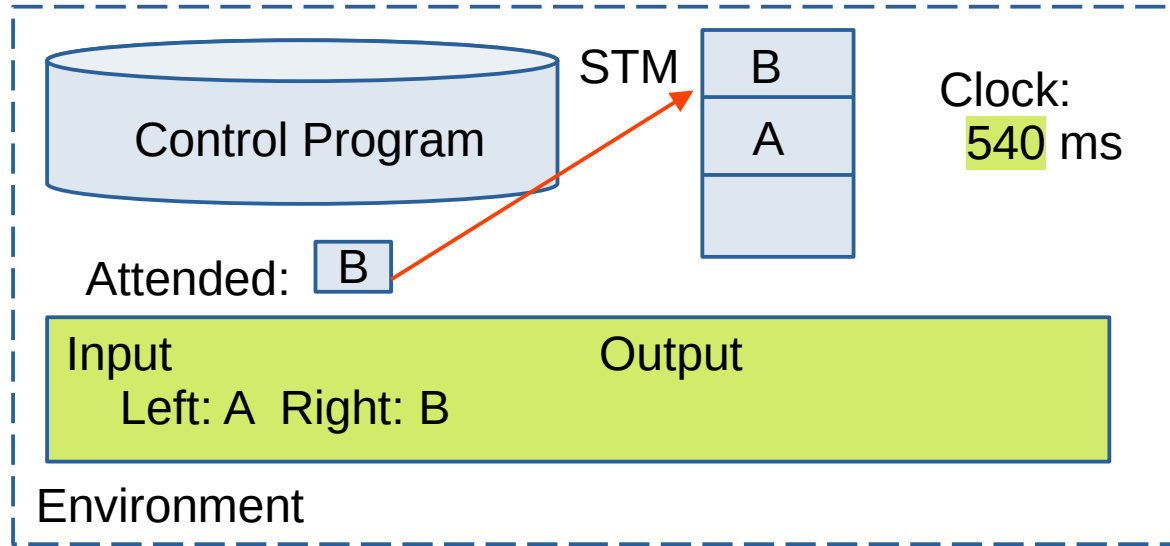 STM
B
Control Program
A
Clock:
540 ms
Attended:
B
Input
Output
Left: A Right: B
Environment